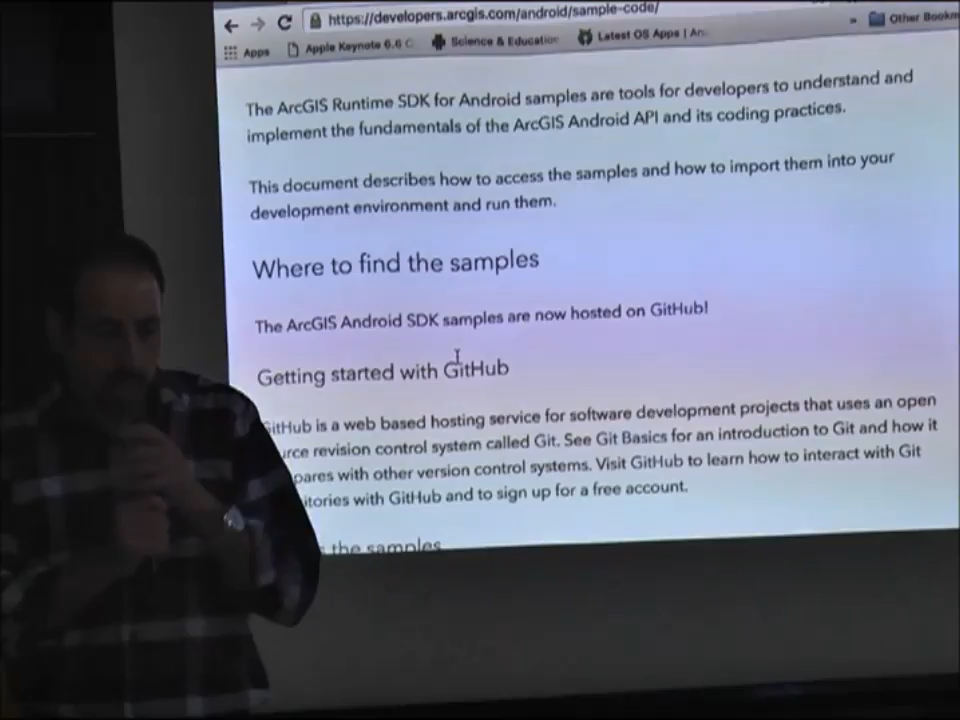 https://developers.arcgis.com/android/sample-code/
Apps Apple Keynote 6.6 Science & Education Latest OS Apps | » Other Bookm
The ArcGIS Runtime SDK for Android samples are tools for developers to understand and
implement the fundamentals of the ArcGIS Android API and its coding practices.
This document describes how to access the samples and how to import them into your
development environment and run them.
Where to find the samples
The ArcGIS Android SDK samples are now hosted on GitHub!
Getting started with GitHub
GitHub is a web based hosting service for software development projects that uses an open
urce revision control system called Git. See Git Basics for an introduction to Git and how it
pares with other version control systems. Visit GitHub to learn how to interact with Git
itories with GitHub and to sign up for a free account.
the samples